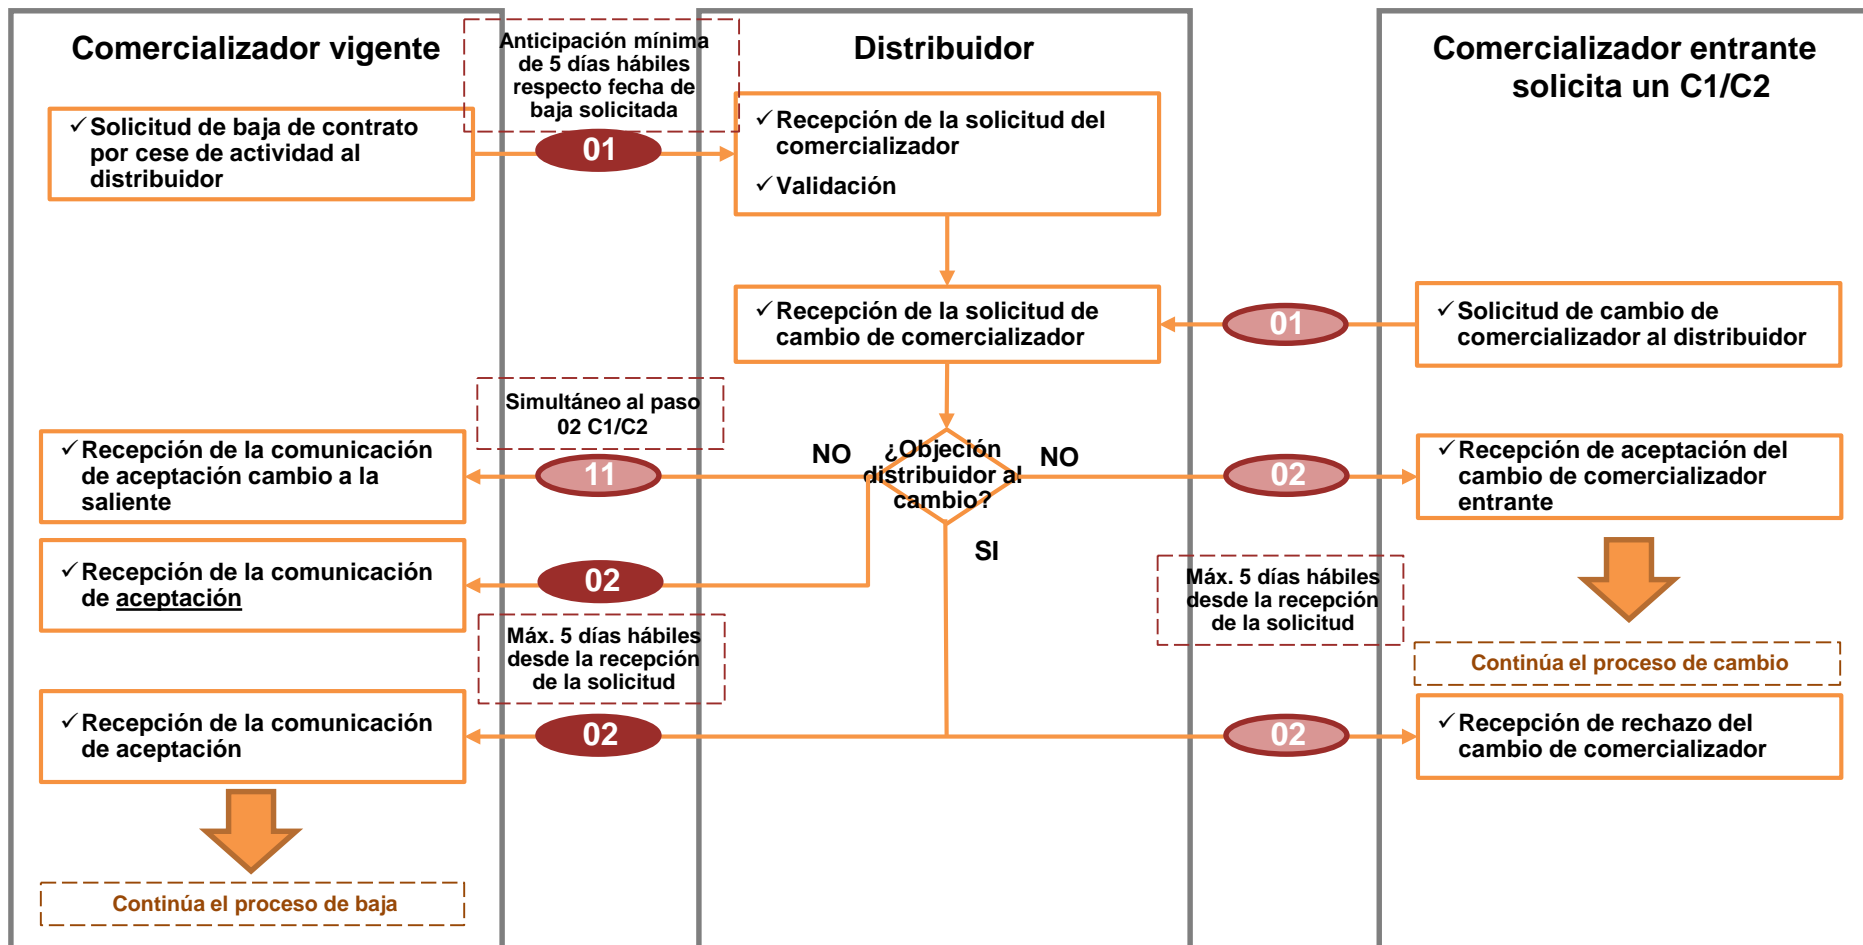 Comercializador vigente
Anticipación mínima
de 5 días hábiles
respecto fecha de
baja solicitada
Distribuidor
Comercializador entrante
solicita un C1/C2
✓ Solicitud de baja de contrato
por cese de actividad al
distribuidor
01
✓ Recepción de la solicitud del
comercializador
✓ Validación
✓ Recepción de la solicitud de
cambio de comercializador
01
✓ Solicitud de cambio de
comercializador al distribuidor
Simultáneo al paso
02 C1/C2
✓ Recepción de la comunicación
de aceptación cambio a la
saliente
11
NO
¿Objeción
distribuidor al
cambio?
NO
02
✓ Recepción de aceptación del
cambio de comercializador
entrante
SI
✓ Recepción de la comunicación
de aceptación
02
Máx. 5 días hábiles
desde la recepción
de la solicitud
Máx. 5 días hábiles
desde la recepción
de la solicitud
Continúa el proceso de cambio
✓ Recepción de la comunicación
de aceptación
02
02
✓ Recepción de rechazo del
cambio de comercializador
Continúa el proceso de baja